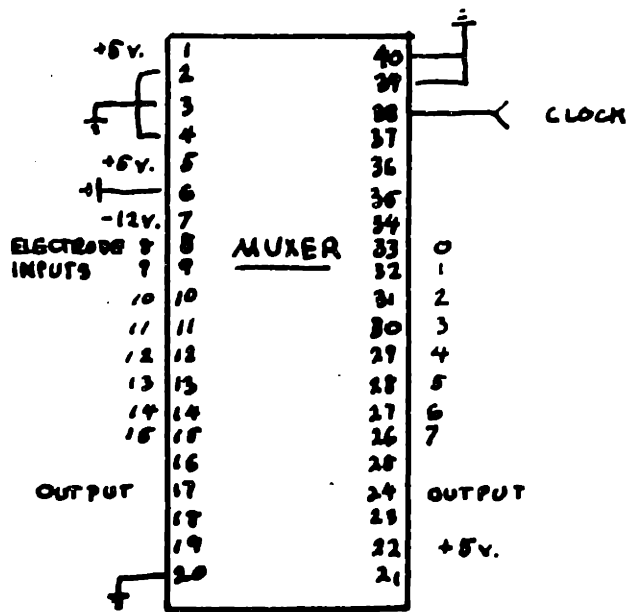 +5v. 1 40
2 39
3 38 CLOCK
4 37
+5v. 5 36
6 35
-12v. 7 34
ELECTRODE 8 8 MUXER 33 0
INPUTS 9 9 32 1
10 10 31 2
11 11 30 3
12 12 29 4
13 13 28 5
14 14 27 6
15 15 26 7
16 25
OUTPUT 17 24 OUTPUT
18 23
19 22 +5v.
20 21